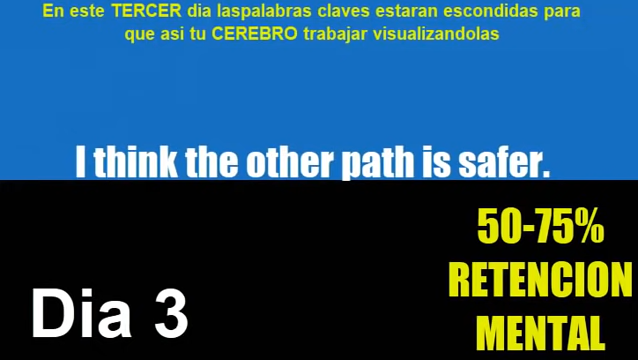 En este TERCER dia laspalabras claves estaran escondidas para
que asi tu CEREBRO trabajar visualizandolas
I think the other path is safer.
50-75%
RETENCION
MENTAL
Dia 3